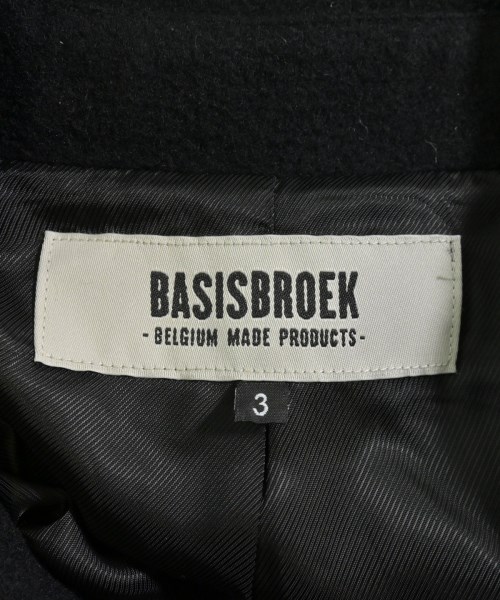 BASISBROEK
- BELGIUM MADE PRODUCTS -
3